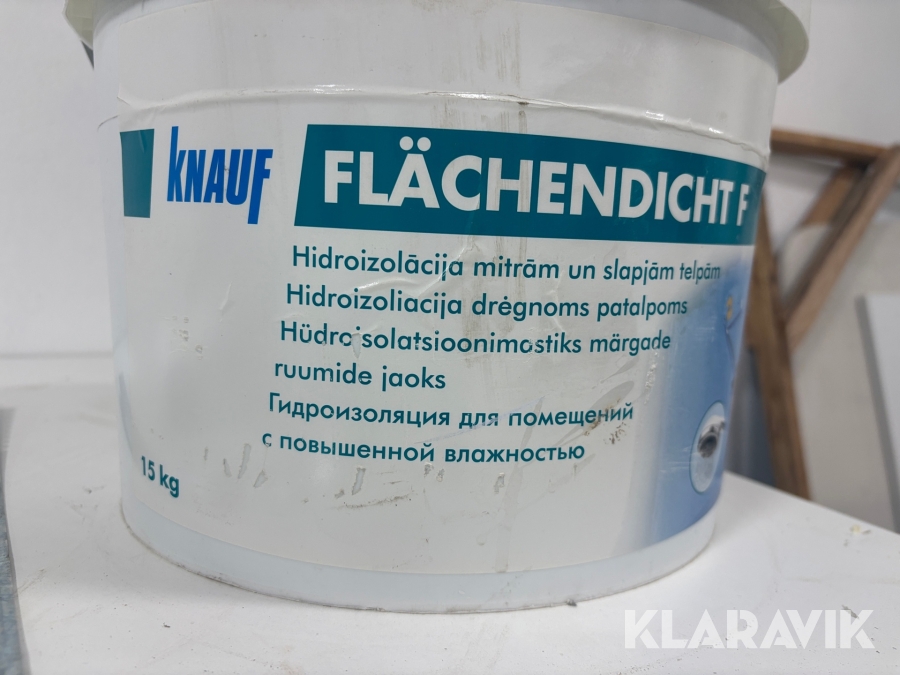 KNAUF
FLÄCHENDICHT F
Hidroizolācija mitrām un slapjām telpām
Hidroizoliacija drėgnoms patalpoms
Hüdroisolatsioonimastiks märgade
ruumide jaoks
Гидроизоляция для помещений
с повышенной влажностью
15 kg
KLARAVIK